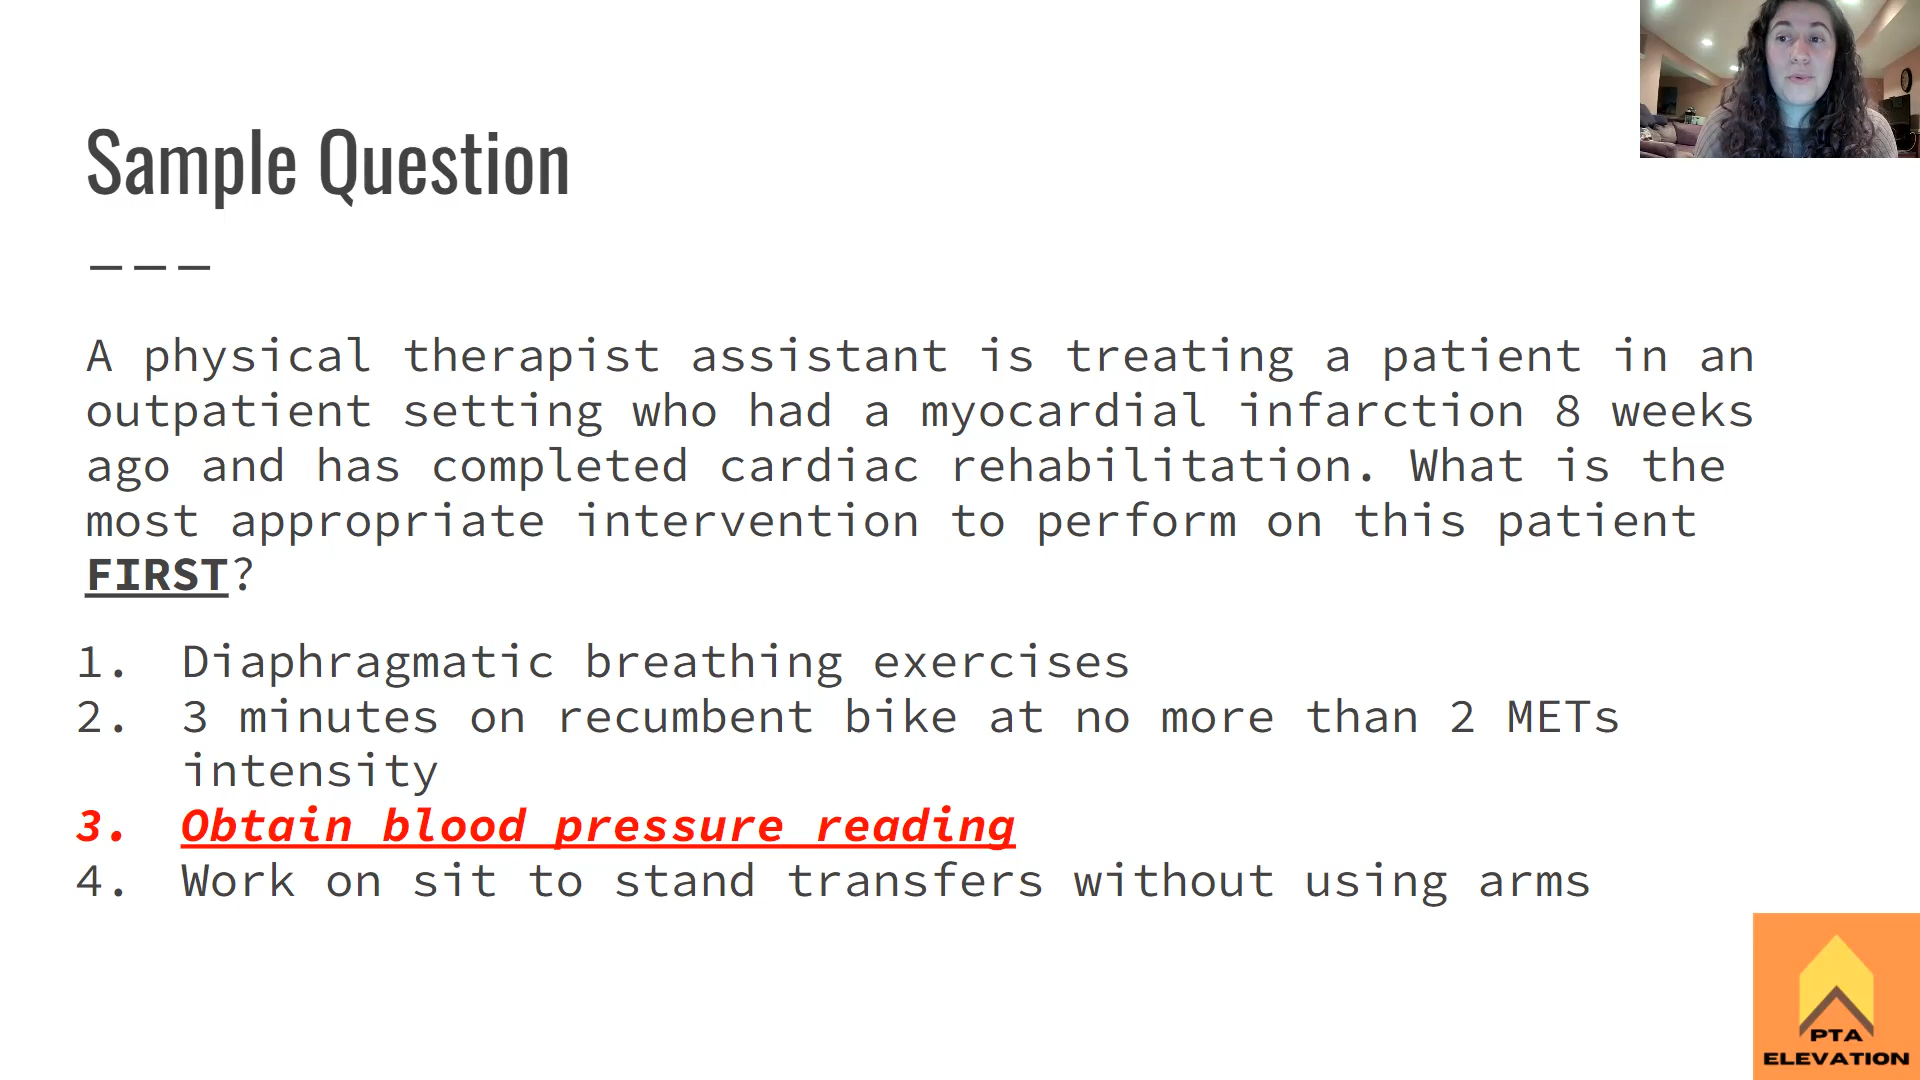 Sample Question
———
A physical therapist assistant is treating a patient in an
outpatient setting who had a myocardial infarction 8 weeks
ago and has completed cardiac rehabilitation. What is the
most appropriate intervention to perform on this patient
FIRST?
1. Diaphragmatic breathing exercises
2. 3 minutes on recumbent bike at no more than 2 METs
intensity
3. Obtain blood pressure reading
4. Work on sit to stand transfers without using arms
PTA
ELEVATION